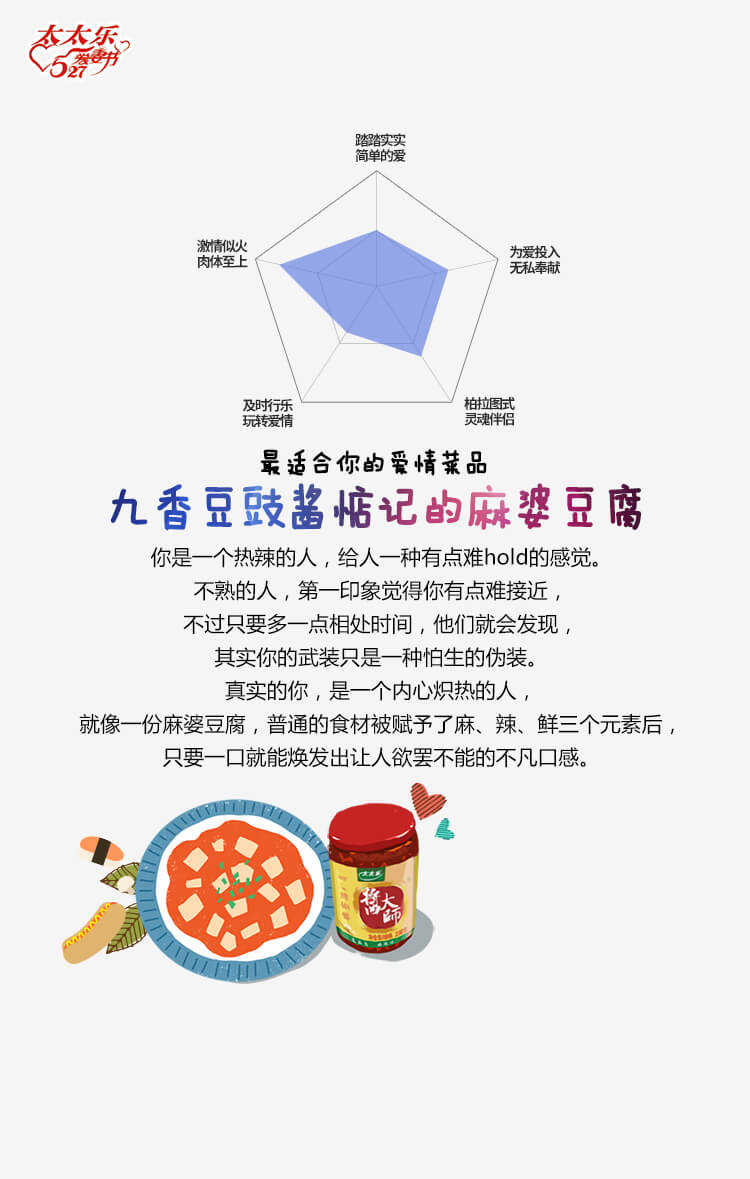 太太乐
527爱妻节
踏踏实实
简单的爱
激情似火
肉体至上
为爱投入
无私奉献
及时行乐
玩转爱情
柏拉图式
灵魂伴侣
最适合你的爱情菜品
九香豆豉酱惦记的麻婆豆腐
你是一个热辣的人，给人一种有点难hold的感觉。
不熟的人，第一印象觉得你有点难接近，
不过只要多一点相处时间，他们就会发现，
其实你的武装只是一种怕生的伪装。
真实的你，是一个内心炽热的人，
就像一份麻婆豆腐，普通的食材被赋予了麻、辣、鲜三个元素后，
只要一口就能焕发出让人欲罢不能的不凡口感。
太太乐
酱大师